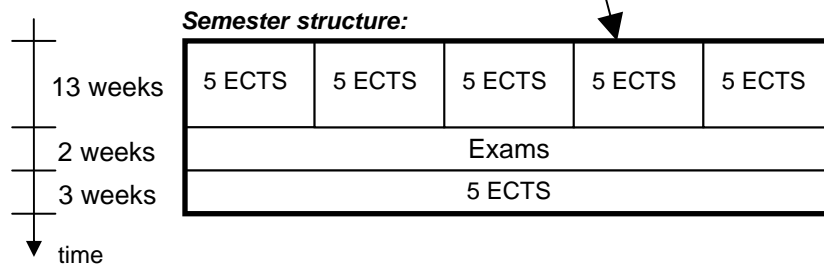 Semester structure:
13 weeks 5 ECTS 5 ECTS 5 ECTS 5 ECTS 5 ECTS
2 weeks Exams
3 weeks 5 ECTS
time